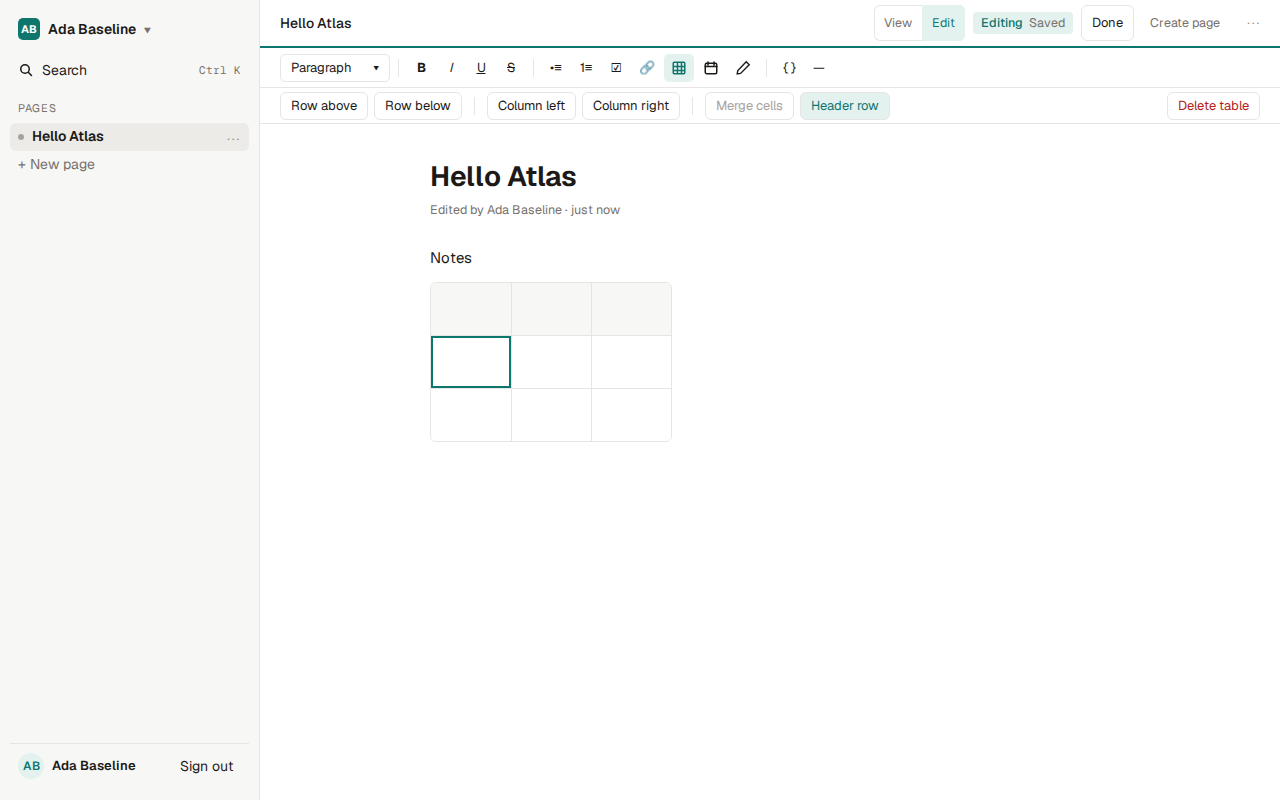 AB Ada Baseline ▾
Search Ctrl K
PAGES
Hello Atlas ...
+ New page
AB Ada Baseline Sign out
Hello Atlas View Edit Editing Saved Done Create page ...
Paragraph ▾ B I U S •≡ 1≡ ☑ 🔗 {} —
Row above Row below Column left Column right Merge cells Header row Delete table
Hello Atlas
Edited by Ada Baseline · just now
Notes